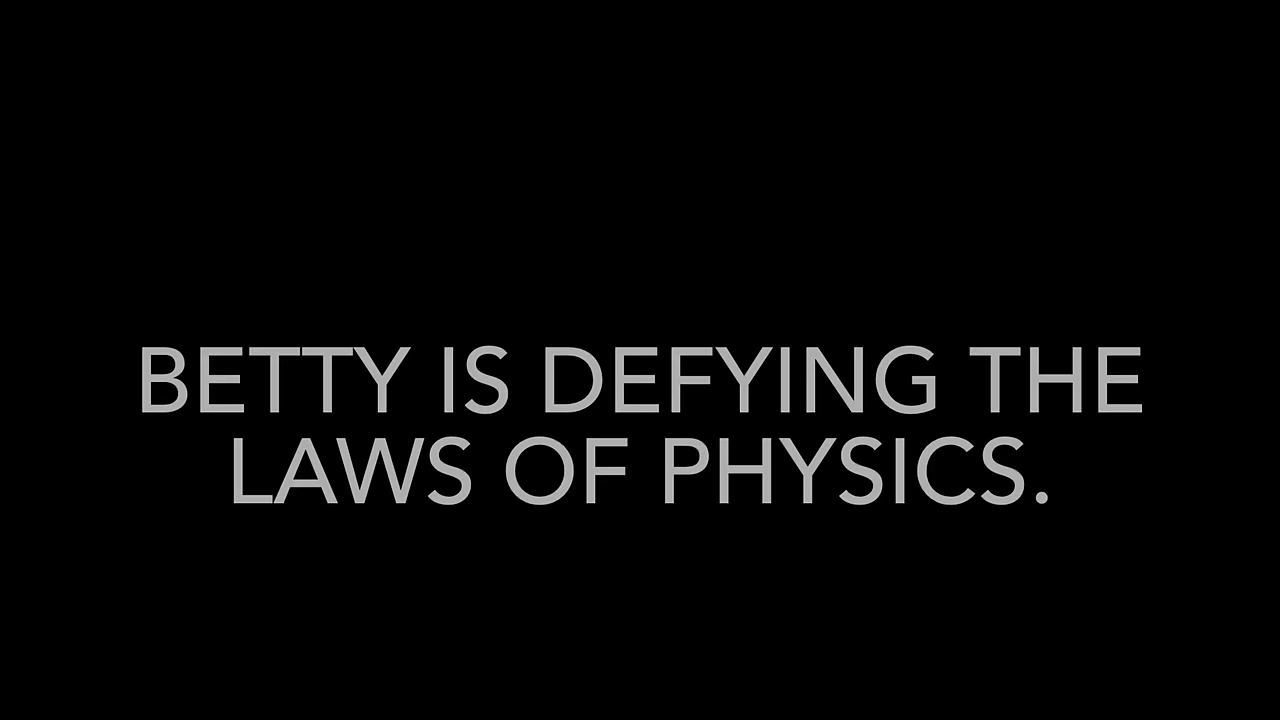 BETTY IS DEFYING THE
LAWS OF PHYSICS.